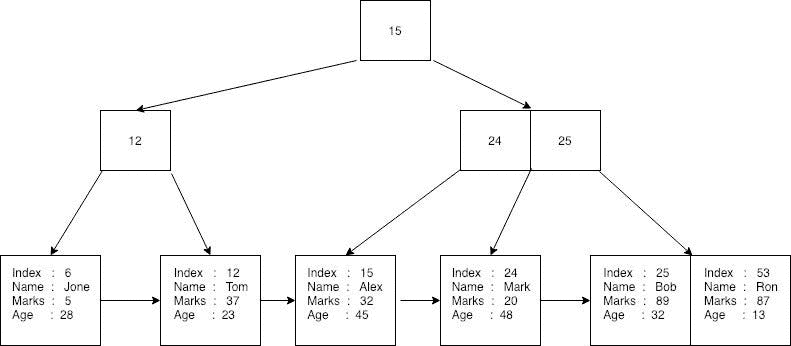 15
12
24
25
Index : 6
Name : Jone
Marks : 5
Age : 28
Index : 12
Name : Tom
Marks : 37
Age : 23
Index : 15
Name : Alex
Marks : 32
Age : 45
Index : 24
Name : Mark
Marks : 20
Age : 48
Index : 25
Name : Bob
Marks : 89
Age : 32
Index : 53
Name : Ron
Marks : 87
Age : 13